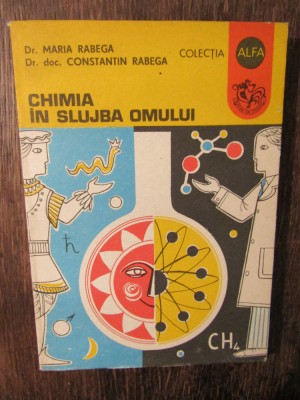 Dr. MARIA RABEGA
Dr. doc. CONSTANTIN RABEGA
COLECȚIA
ALFA
CHIMIA
ÎN SLUJBA OMULUI
ħ
CH₄